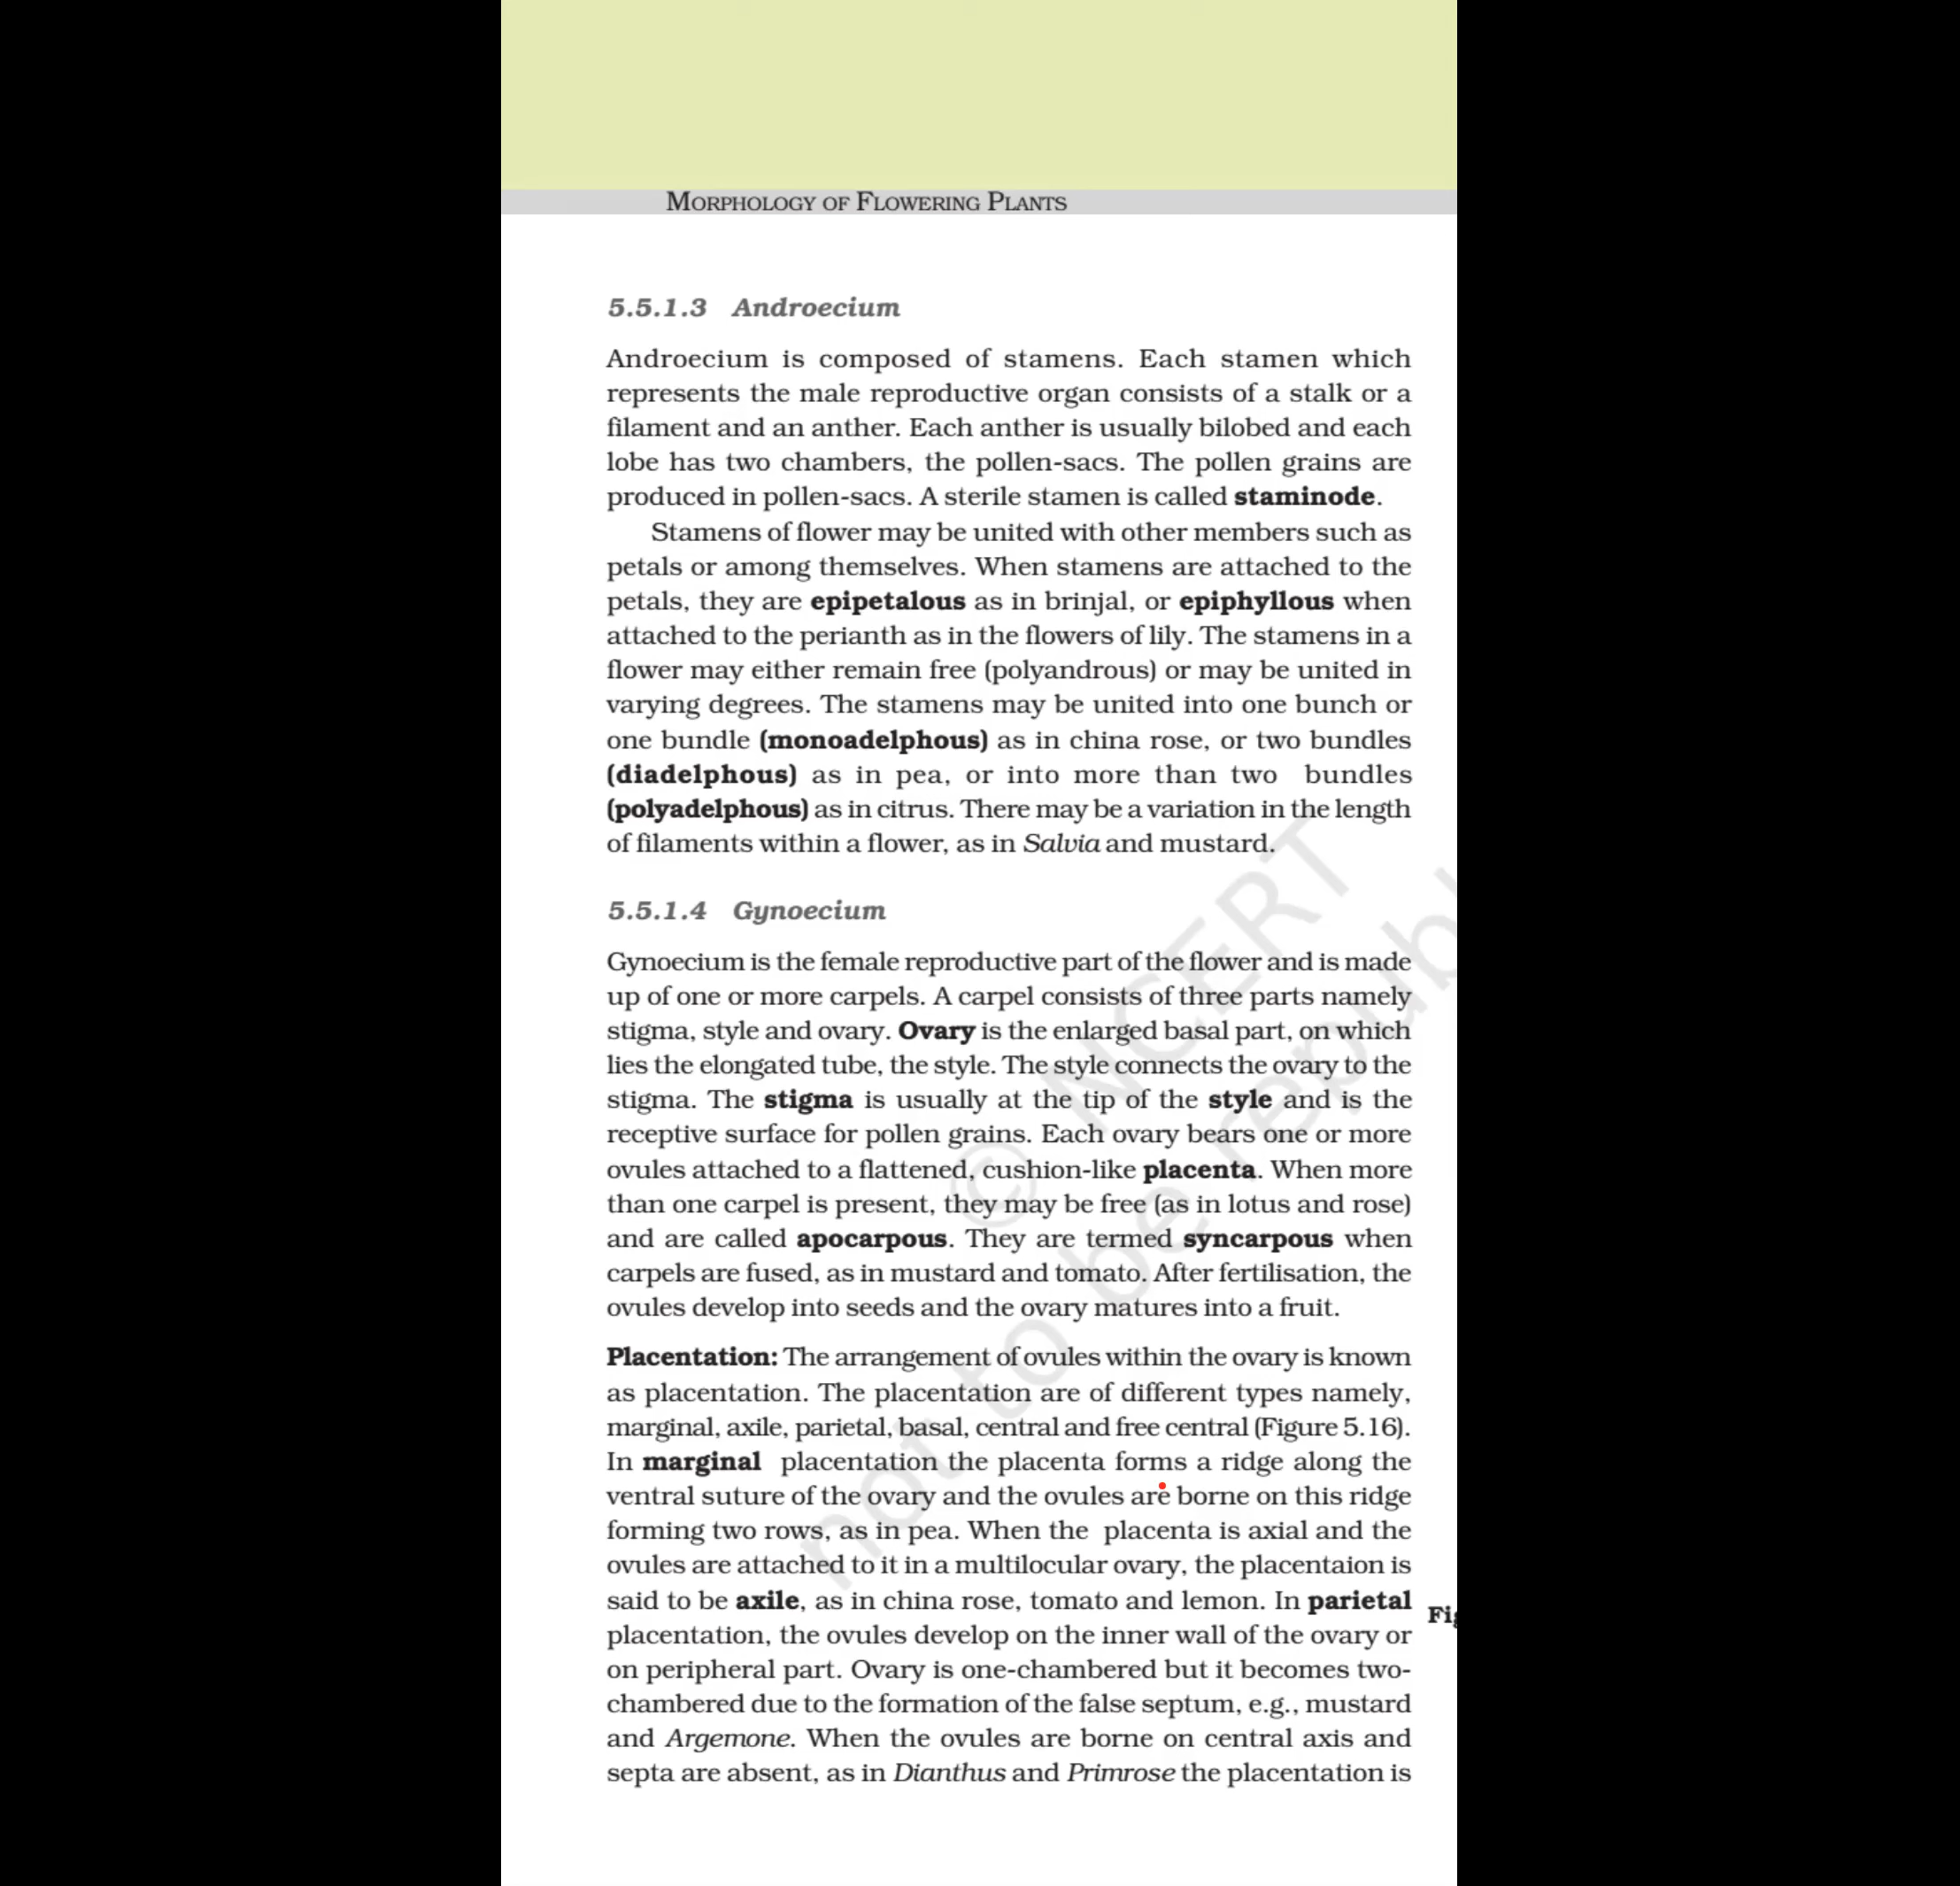 MORPHOLOGY OF FLOWERING PLANTS
5.5.1.3 Androecium
Androecium is composed of stamens. Each stamen which
represents the male reproductive organ consists of a stalk or a
filament and an anther. Each anther is usually bilobed and each
lobe has two chambers, the pollen-sacs. The pollen grains are
produced in pollen-sacs. A sterile stamen is called staminode.
Stamens of flower may be united with other members such as
petals or among themselves. When stamens are attached to the
petals, they are epipetalous as in brinjal, or epiphyllous when
attached to the perianth as in the flowers of lily. The stamens in a
flower may either remain free (polyandrous) or may be united in
varying degrees. The stamens may be united into one bunch or
one bundle (monoadelphous) as in china rose, or two bundles
(diadelphous) as in pea, or into more than two bundles
(polyadelphous) as in citrus. There may be a variation in the length
of filaments within a flower, as in Salvia and mustard.
5.5.1.4 Gynoecium
Gynoecium is the female reproductive part of the flower and is made
up of one or more carpels. A carpel consists of three parts namely
stigma, style and ovary. Ovary is the enlarged basal part, on which
lies the elongated tube, the style. The style connects the ovary to the
stigma. The stigma is usually at the tip of the style and is the
receptive surface for pollen grains. Each ovary bears one or more
ovules attached to a flattened, cushion-like placenta. When more
than one carpel is present, they may be free (as in lotus and rose)
and are called apocarpous. They are termed syncarpous when
carpels are fused, as in mustard and tomato. After fertilisation, the
ovules develop into seeds and the ovary matures into a fruit.
Placentation: The arrangement of ovules within the ovary is known
as placentation. The placentation are of different types namely,
marginal, axile, parietal, basal, central and free central (Figure 5.16).
In marginal placentation the placenta forms a ridge along the
ventral suture of the ovary and the ovules are borne on this ridge
forming two rows, as in pea. When the placenta is axial and the
ovules are attached to it in a multilocular ovary, the placentaion is
said to be axile, as in china rose, tomato and lemon. In parietal
placentation, the ovules develop on the inner wall of the ovary or
on peripheral part. Ovary is one-chambered but it becomes two-
chambered due to the formation of the false septum, e.g., mustard
and Argemone. When the ovules are borne on central axis and
septa are absent, as in Dianthus and Primrose the placentation is
© NCERT
not to be